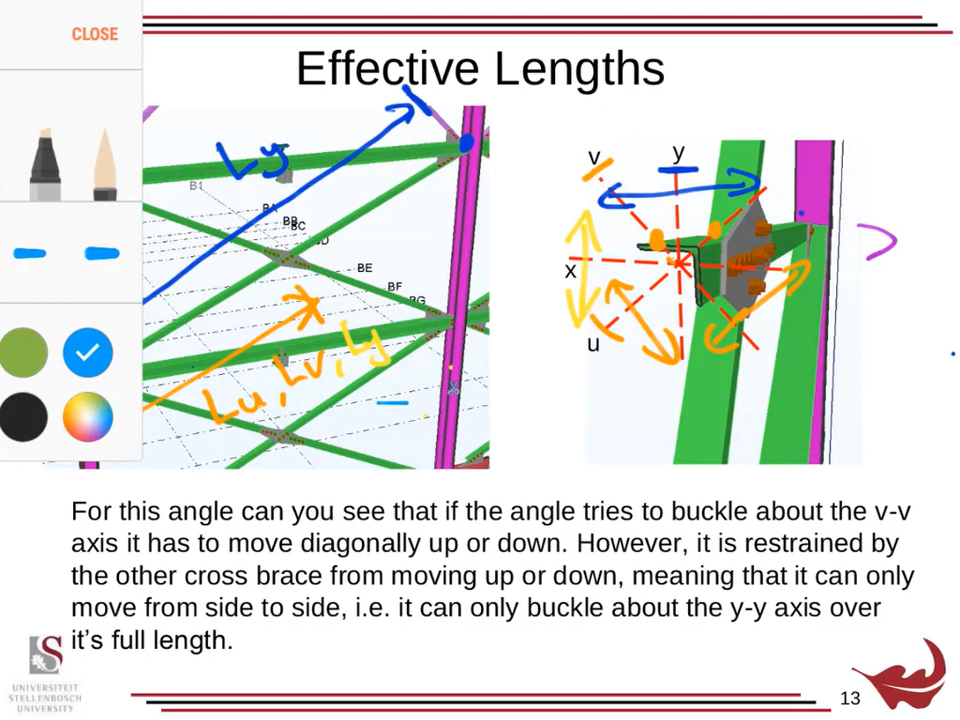 CLOSE
Effective Lengths
Ly
B1
BA
BB
BC
BE
BF
BG
Lu, Lv, Ly
v
y
x
u
For this angle can you see that if the angle tries to buckle about the v-v
axis it has to move diagonally up or down. However, it is restrained by
the other cross brace from moving up or down, meaning that it can only
move from side to side, i.e. it can only buckle about the y-y axis over
it's full length.
UNIVERSITEIT
STELLENBOSCH
UNIVERSITY
13